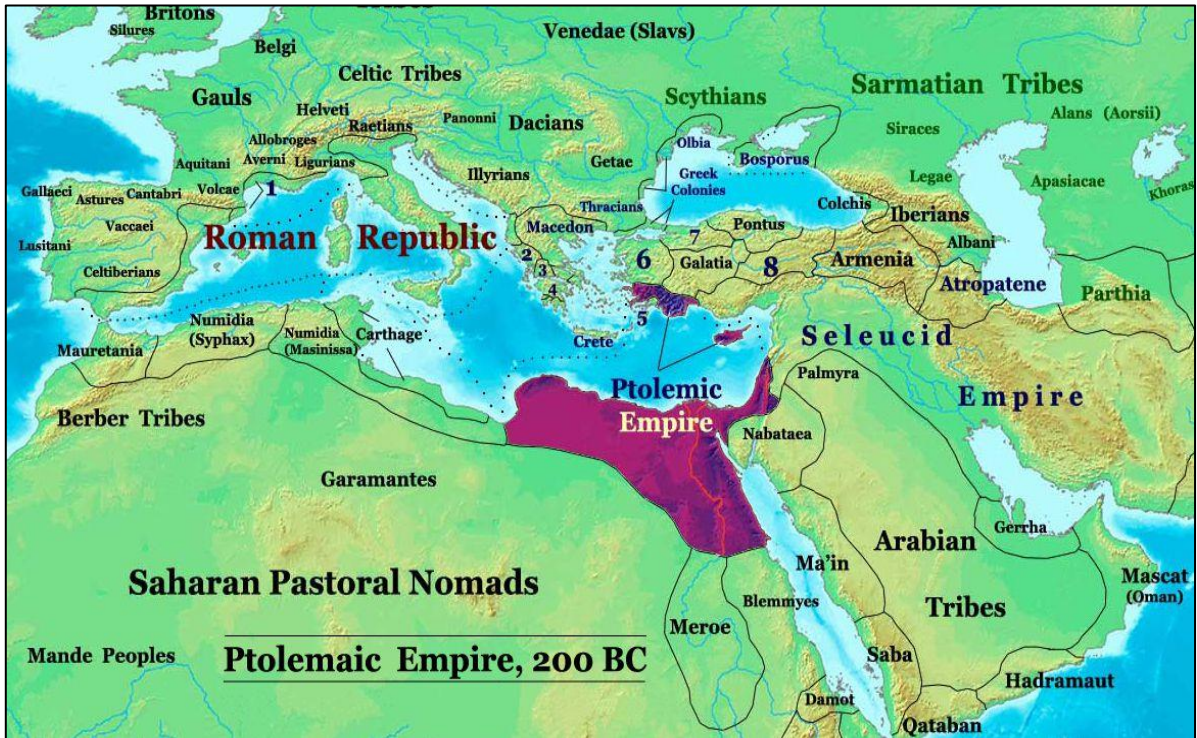 Tribes
Britons
Silures
Belgi
Venedae (Slavs)
Celtic Tribes
Sarmatian Tribes
Gauls
Scythians
Helveti
Alans (Aorsii)
Panonni
Dacians
Raetians
Siraces
Allobroges
Olbia
Averni
Ligurians
Getae
Bosporus
Aquitani
Illyrians
Greek
Colonies
Legae
Apasiacae
Khoras
Gallaeci
Astures
Cantabri
Volcae
1
Thracians
Colchis
Iberians
Vaccaei
Macedon
Pontus
7
Lusitani
Roman
Republic
2
6
Galatia
8
Armenia
Albani
Celtiberians
3
4
Atropatene
Parthia
5
Numidia
(Syphax)
Numidia
(Masinissa)
Carthage
Crete
Seleucid
Mauretania
Palmyra
Ptolemic
Empire
Empire
Berber Tribes
Nabataea
Garamantes
Gerrha
Arabian
Tribes
Ma'in
Mascat
(Oman)
Saharan Pastoral Nomads
Blemmyes
Meroe
Mande Peoples
Ptolemaic Empire, 200 BC
Saba
Hadramaut
Damot
Qataban